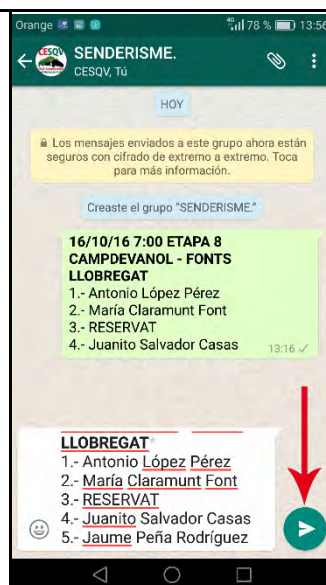 Orange 4G 78 % 13:56
SENDERISME.
CESQV, Tú
CESQV
HOY
Los mensajes enviados a este grupo ahora están
seguros con cifrado de extremo a extremo. Toca
para más información.
Creaste el grupo "SENDERISME."
16/10/16 7:00 ETAPA 8
CAMPDEVANOL - FONTS
LLOBREGAT
1.- Antonio López Pérez
2.- María Claramunt Font
3.- RESERVAT
4.- Juanito Salvador Casas
13:16
LLOBREGAT*
1.- Antonio López Pérez
2.- María Claramunt Font
3.- RESERVAT
4.- Juanito Salvador Casas
5.- Jaume Peña Rodríguez